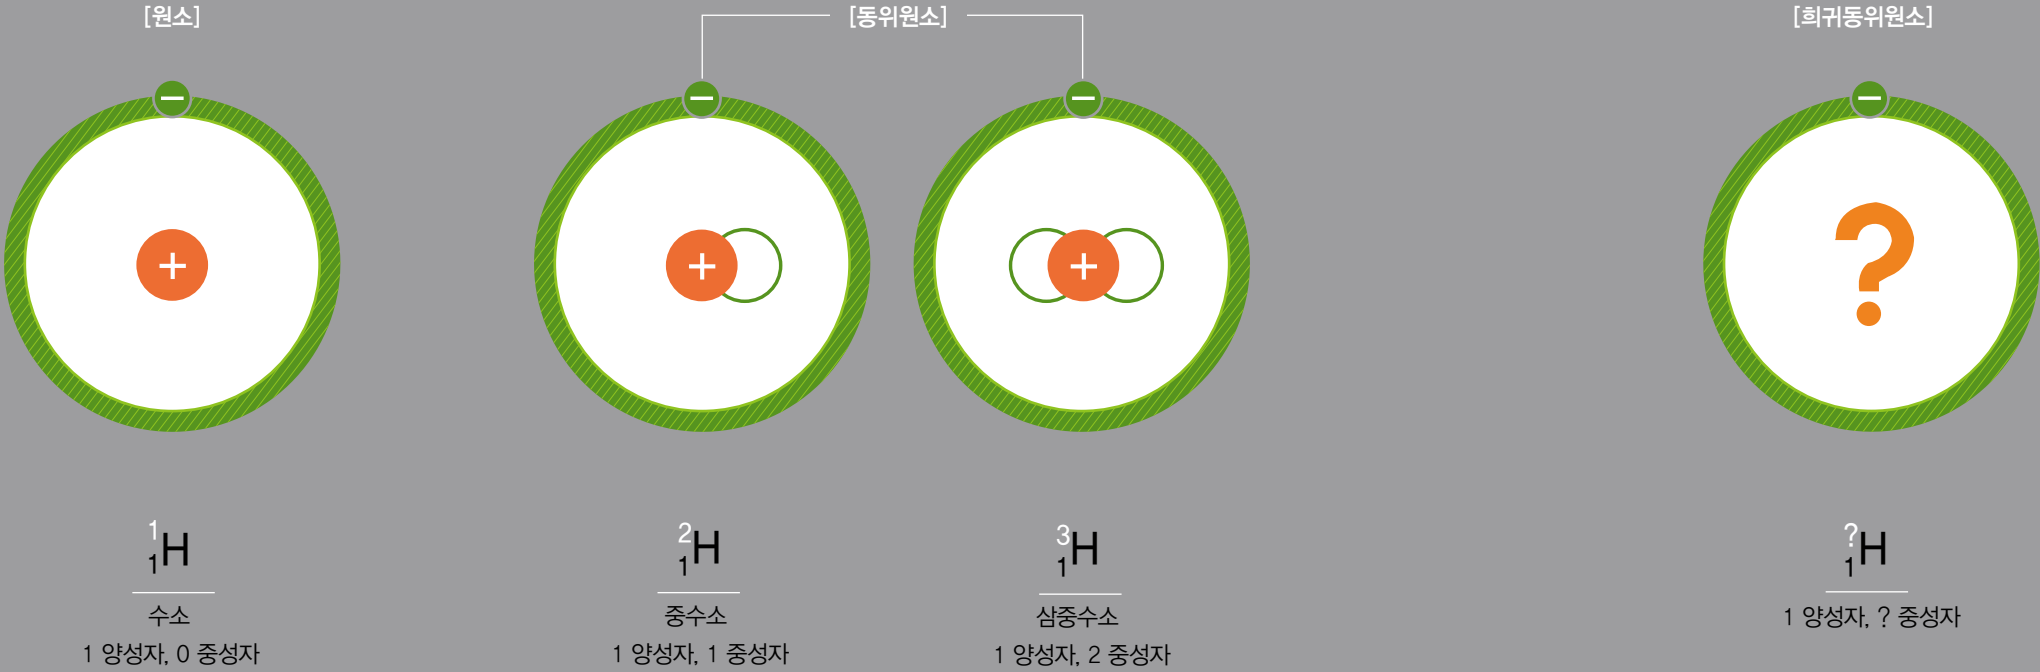 [원소]
[동위원소]
[희귀동위원소]
−
−
−
−
+
+
+
?
1
1H
수소
1 양성자, 0 중성자
2
1H
중수소
1 양성자, 1 중성자
3
1H
삼중수소
1 양성자, 2 중성자
?
1H
1 양성자, ? 중성자